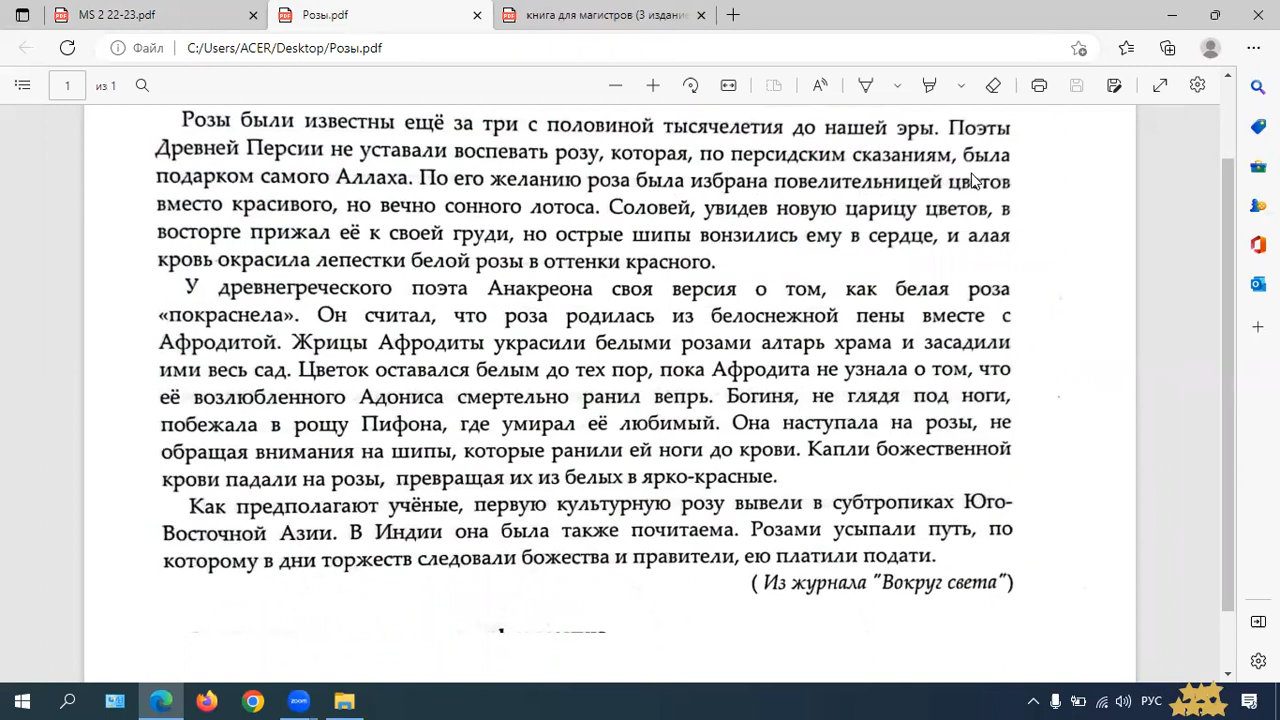 MS 2 22-23.pdf
Розы.pdf
книга для магистров (3 издание
Файл
C:/Users/ACER/Desktop/Розы.pdf
1 из 1
Розы были известны ещё за три с половиной тысячелетия до нашей эры. Поэты
Древней Персии не уставали воспевать розу, которая, по персидским сказаниям, была
подарком самого Аллаха. По его желанию роза была избрана повелительницей цветов
вместо красивого, но вечно сонного лотоса. Соловей, увидев новую царицу цветов, в
восторге прижал её к своей груди, но острые шипы вонзились ему в сердце, и алая
кровь окрасила лепестки белой розы в оттенки красного.
У древнегреческого поэта Анакреона своя версия о том, как белая роза
«покраснела». Он считал, что роза родилась из белоснежной пены вместе с
Афродитой. Жрицы Афродиты украсили белыми розами алтарь храма и засадили
ими весь сад. Цветок оставался белым до тех пор, пока Афродита не узнала о том, что
её возлюбленного Адониса смертельно ранил вепрь. Богиня, не глядя под ноги,
побежала в рощу Пифона, где умирал её любимый. Она наступала на розы, не
обращая внимания на шипы, которые ранили ей ноги до крови. Капли божественной
крови падали на розы, превращая их из белых в ярко-красные.
Как предполагают учёные, первую культурную розу вывели в субтропиках Юго-
Восточной Азии. В Индии она была также почитаема. Розами усыпали путь, по
которому в дни торжеств следовали божества и правители, ею платили подати.
( Из журнала "Вокруг света")
zoom
РУС